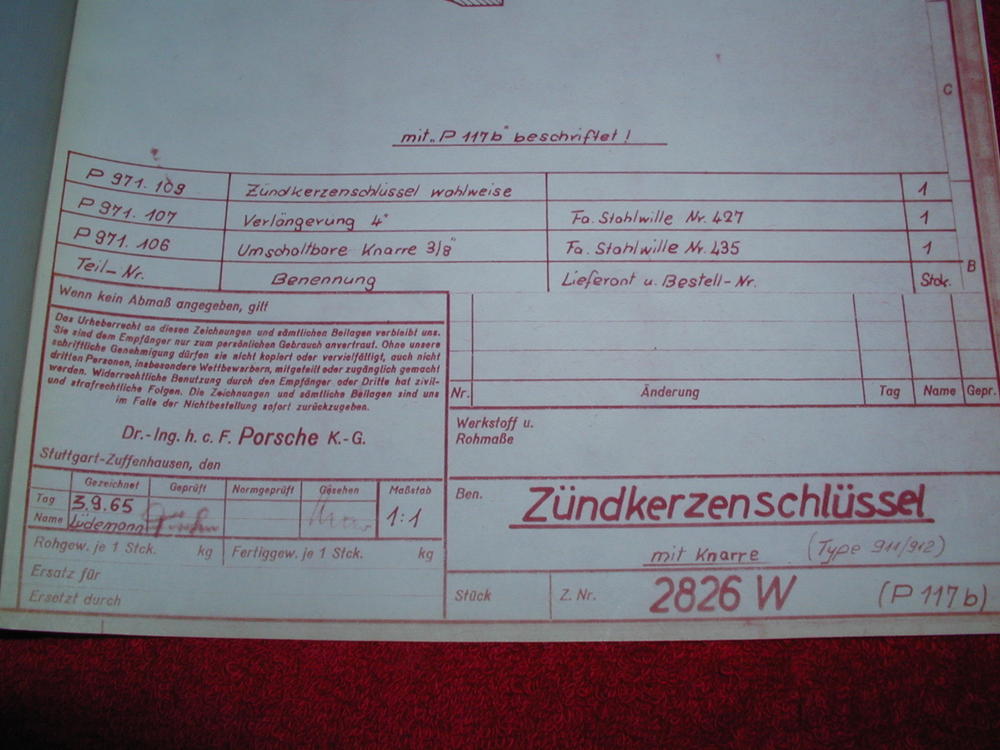 C
mit „P 117b" beschriftet!
P 971.109 Zündkerzenschlüssel wahlweise 1
P 971.107 Verlängerung 4" Fa. Stahlwille Nr. 427 1
P 971.106 Umschaltbare Knarre 3/8" Fa. Stahlwille Nr. 435 1
Teil-Nr. Benennung Lieferant u. Bestell-Nr. Stck.
B
Wenn kein Abmaß angegeben, gilt
Das Urheberrecht an diesen Zeichnungen und sämtlichen Beilagen verbleibt uns.
Sie sind dem Empfänger nur zum persönlichen Gebrauch anvertraut. Ohne unsere
schriftliche Genehmigung dürfen sie nicht kopiert oder vervielfältigt, auch nicht
dritten Personen, insbesondere Wettbewerbern, mitgeteilt oder zugänglich gemacht
werden. Widerrechtliche Benutzung durch den Empfänger oder Dritte hat zivil-
und strafrechtliche Folgen. Die Zeichnungen und sämtliche Beilagen sind uns
im Falle der Nichtbestellung sofort zurückzugeben.
Dr.-Ing. h. c. F. Porsche K.-G.
Stuttgart-Zuffenhausen, den
Nr. Änderung Tag Name Gepr.
Werkstoff u.
Rohmaße
Gezeichnet Geprüft Normgeprüft Gesehen Maßstab
Tag 3.9.65 1:1
Name Lüdemann
Ben. Zündkerzenschlüssel
mit Knarre (Type 911/912)
Rohgew. je 1 Stck. kg Fertiggew. je 1 Stck. kg
Ersatz für
Ersetzt durch
Stück Z. Nr. 2826 W (P 117b)